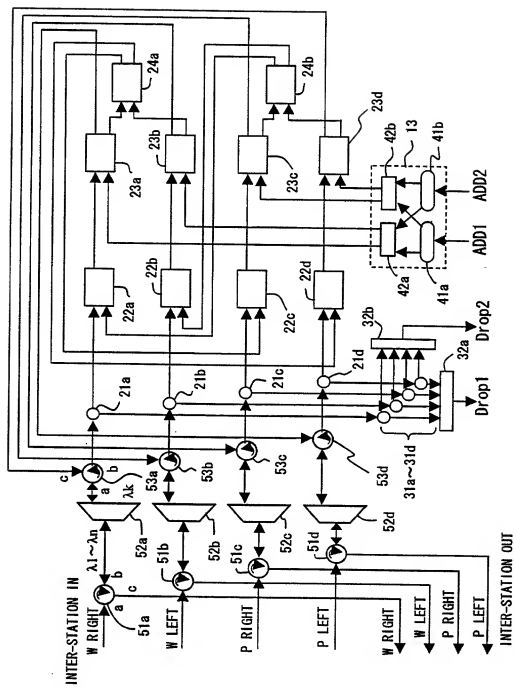 INTER-STATION IN
W RIGHT
W LEFT
P RIGHT
P LEFT
INTER-STATION OUT
W RIGHT
W LEFT
P RIGHT
P LEFT
51a
51b
51c
51d
a
b
c
λ1~λn
52a
52b
52c
52d
a
b
c
λk
53a
53b
53c
53d
21a
21b
21c
21d
22a
22b
22c
22d
23a
23b
23c
23d
24a
24b
31a~31d
32a
32b
Drop1
Drop2
13
41a
41b
42a
42b
ADD1
ADD2